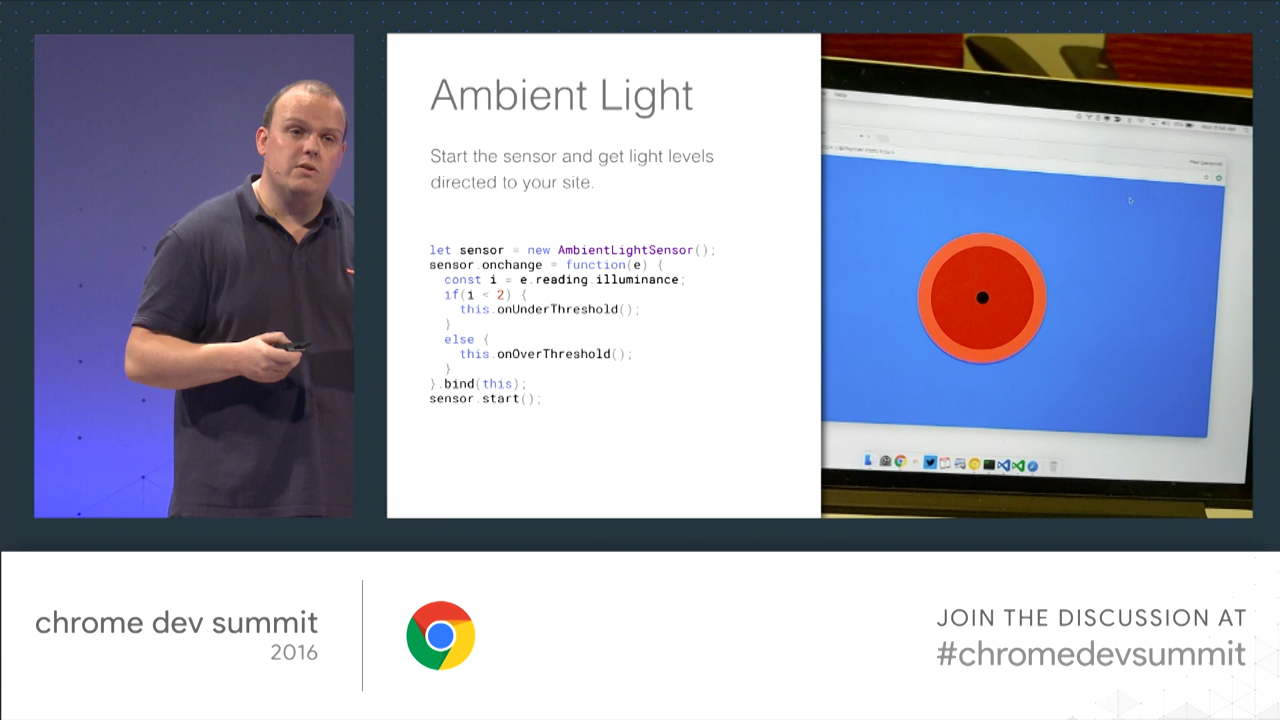 Ambient Light
Start the sensor and get light levels
directed to your site.
let sensor = new AmbientLightSensor();
sensor.onchange = function(e) {
const i = e.reading.illuminance;
if(i < 2) {
this.onUnderThreshold();
}
else {
this.onOverThreshold();
}
}.bind(this);
sensor.start();
Help
chrome dev summit
2016
JOIN THE DISCUSSION AT
#chromedevsummit